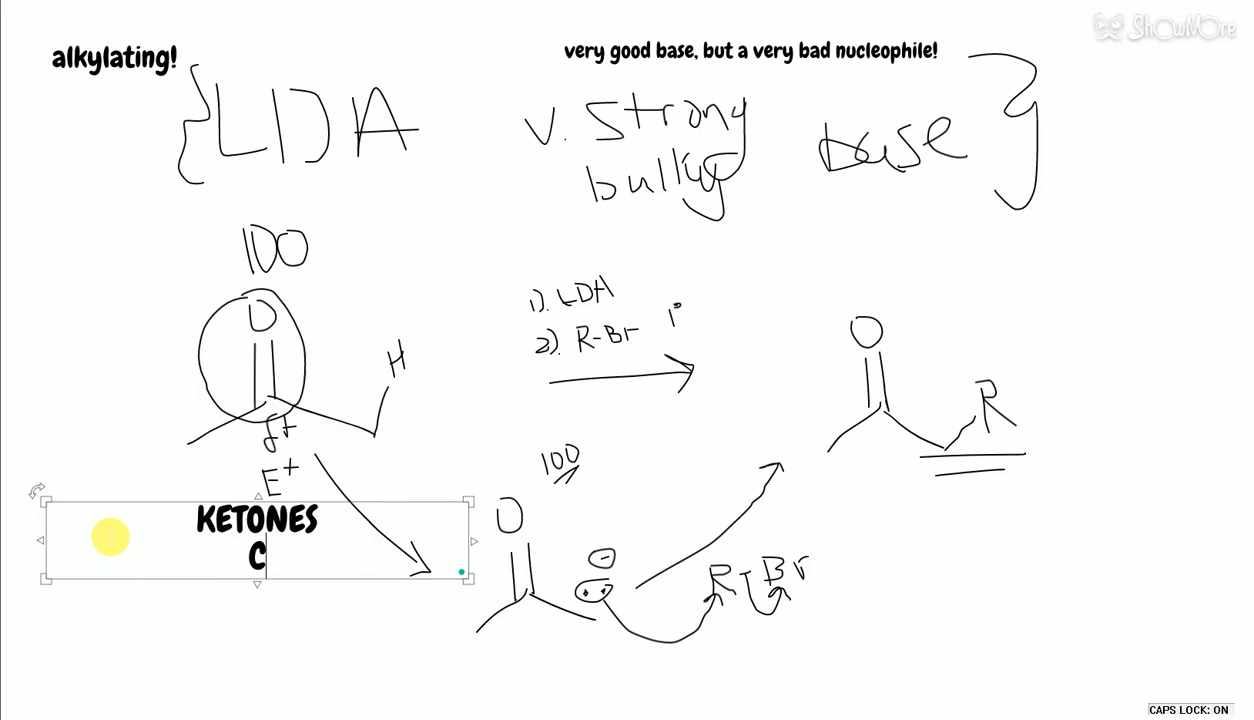 ShowMore
alkylating!
very good base, but a very bad nucleophile!
{LDA
v. strong
bulky
base}
100
O
H
δ+
E+
1). LDA
2). R-Br 1°
O
R
100
KETONES
C
O
−
R-Br
CAPS LOCK: ON